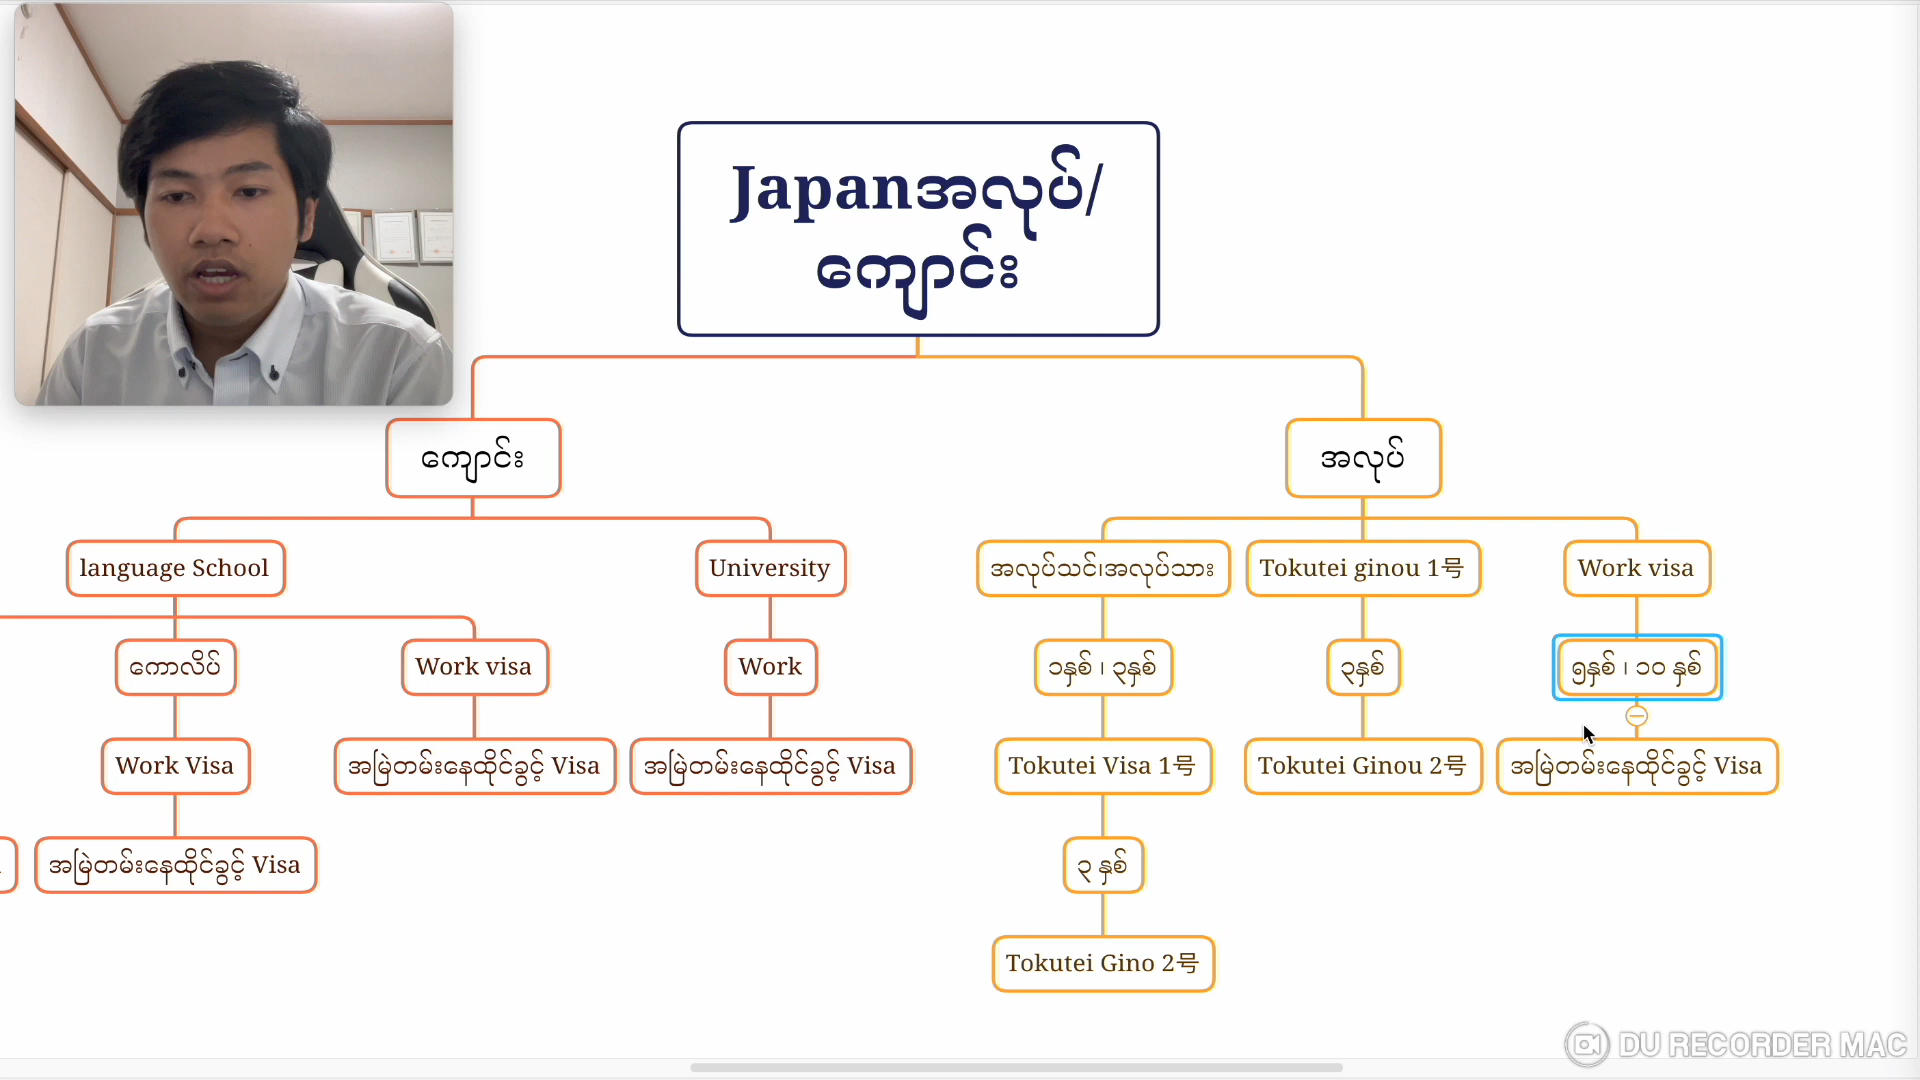 Japanအလုပ်/
ကျောင်း
ကျောင်း
အလုပ်
language School
University
အလုပ်သင်၊အလုပ်သား
Tokutei ginou 1号
Work visa
ကောလိပ်
Work visa
Work
၁နှစ် ၊ ၃နှစ်
၃နှစ်
၅နှစ် ၊ ၁၀ နှစ်
Work Visa
အမြဲတမ်းနေထိုင်ခွင့် Visa
အမြဲတမ်းနေထိုင်ခွင့် Visa
Tokutei Visa 1号
Tokutei Ginou 2号
အမြဲတမ်းနေထိုင်ခွင့် Visa
အမြဲတမ်းနေထိုင်ခွင့် Visa
၃ နှစ်
Tokutei Gino 2号
DU RECORDER MAC